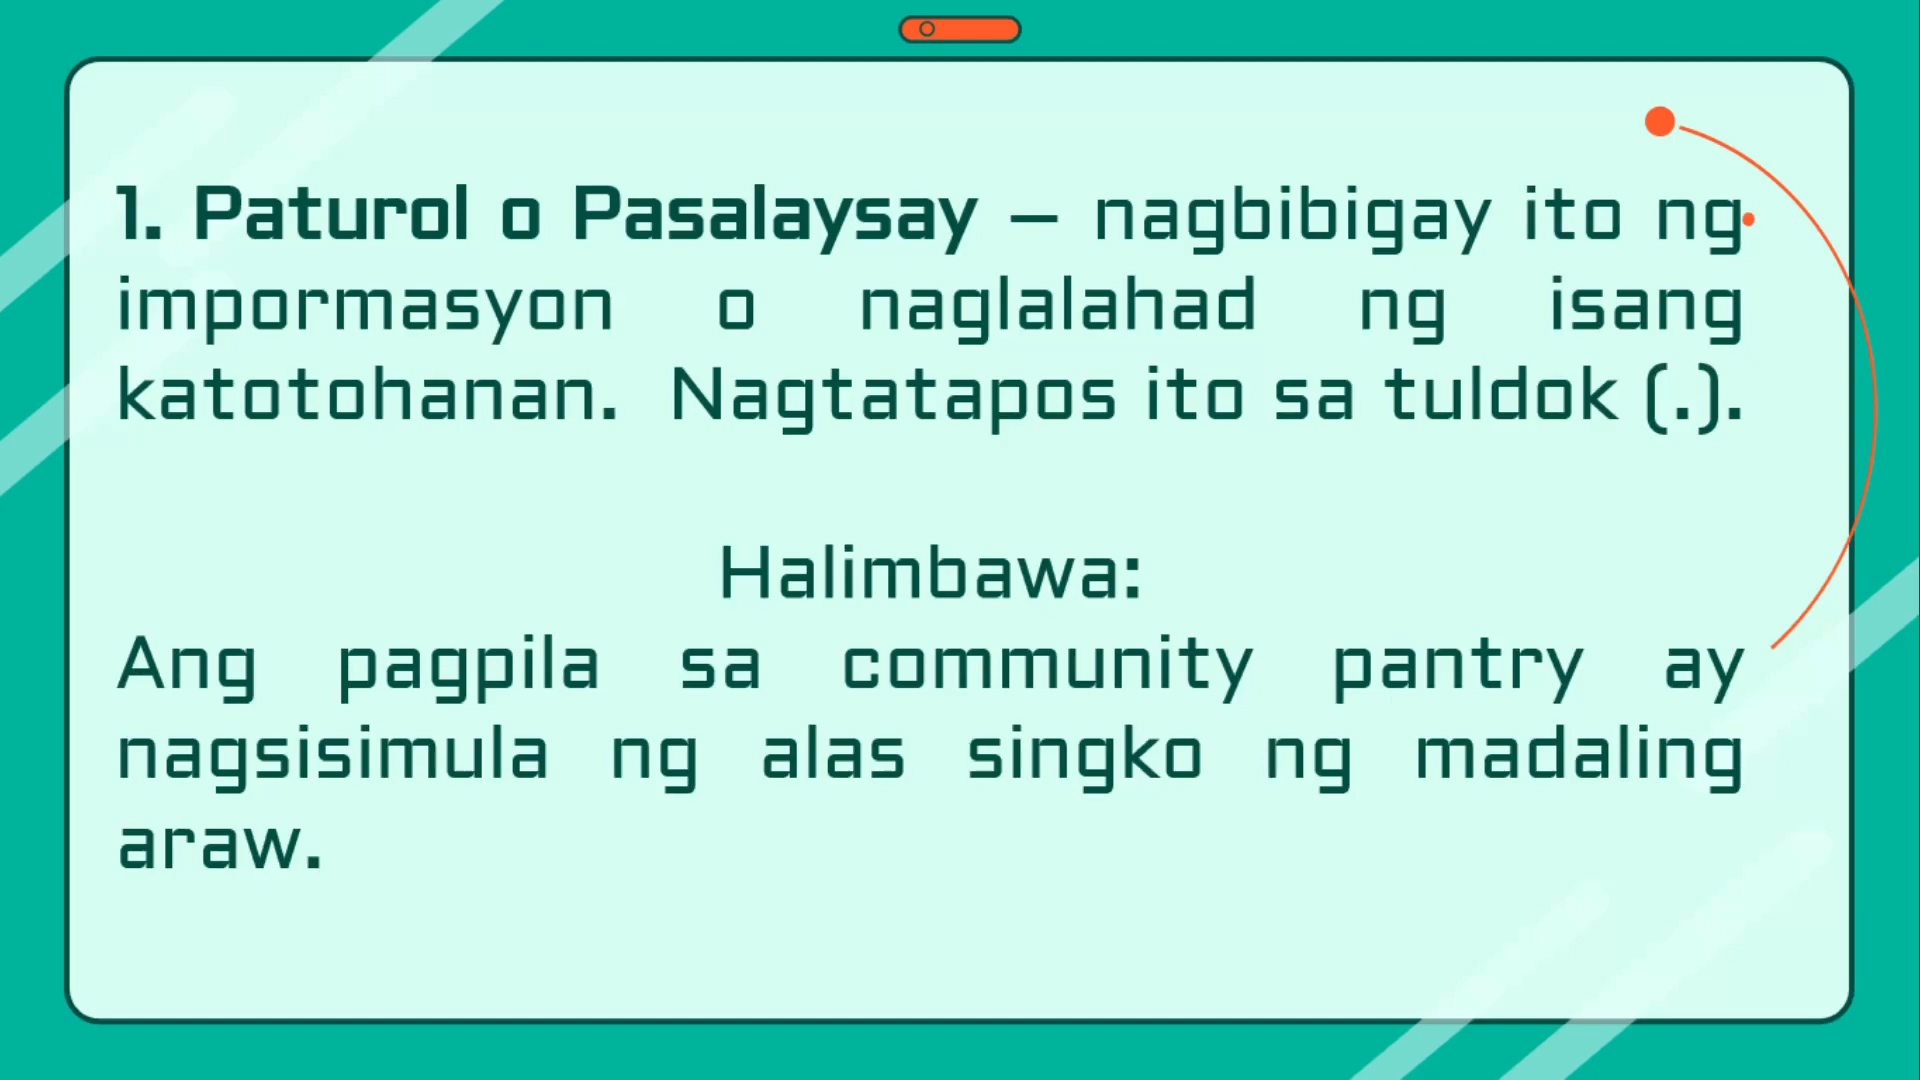 1. Paturol o Pasalaysay – nagbibigay ito ng
impormasyon o naglalahad ng isang
katotohanan. Nagtatapos ito sa tuldok (.).
Halimbawa:
Ang pagpila sa community pantry ay
nagsisimula ng alas singko ng madaling
araw.